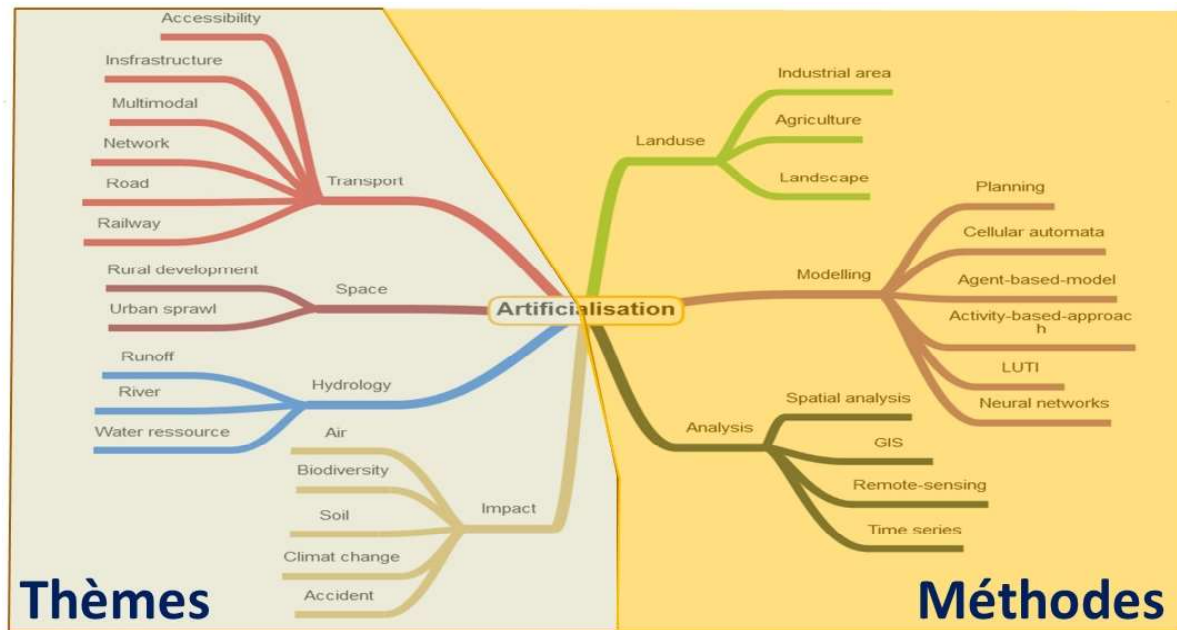 Accessibility
Insfrastructure
Multimodal
Network
Road
Railway
Transport
Rural development
Urban sprawl
Space
Runoff
River
Water ressource
Hydrology
Air
Biodiversity
Soil
Climat change
Accident
Impact
Artificialisation
Landuse
Industrial area
Agriculture
Landscape
Modelling
Planning
Cellular automata
Agent-based-model
Activity-based-approac
h
LUTI
Neural networks
Analysis
Spatial analysis
GIS
Remote-sensing
Time series
Thèmes
Méthodes